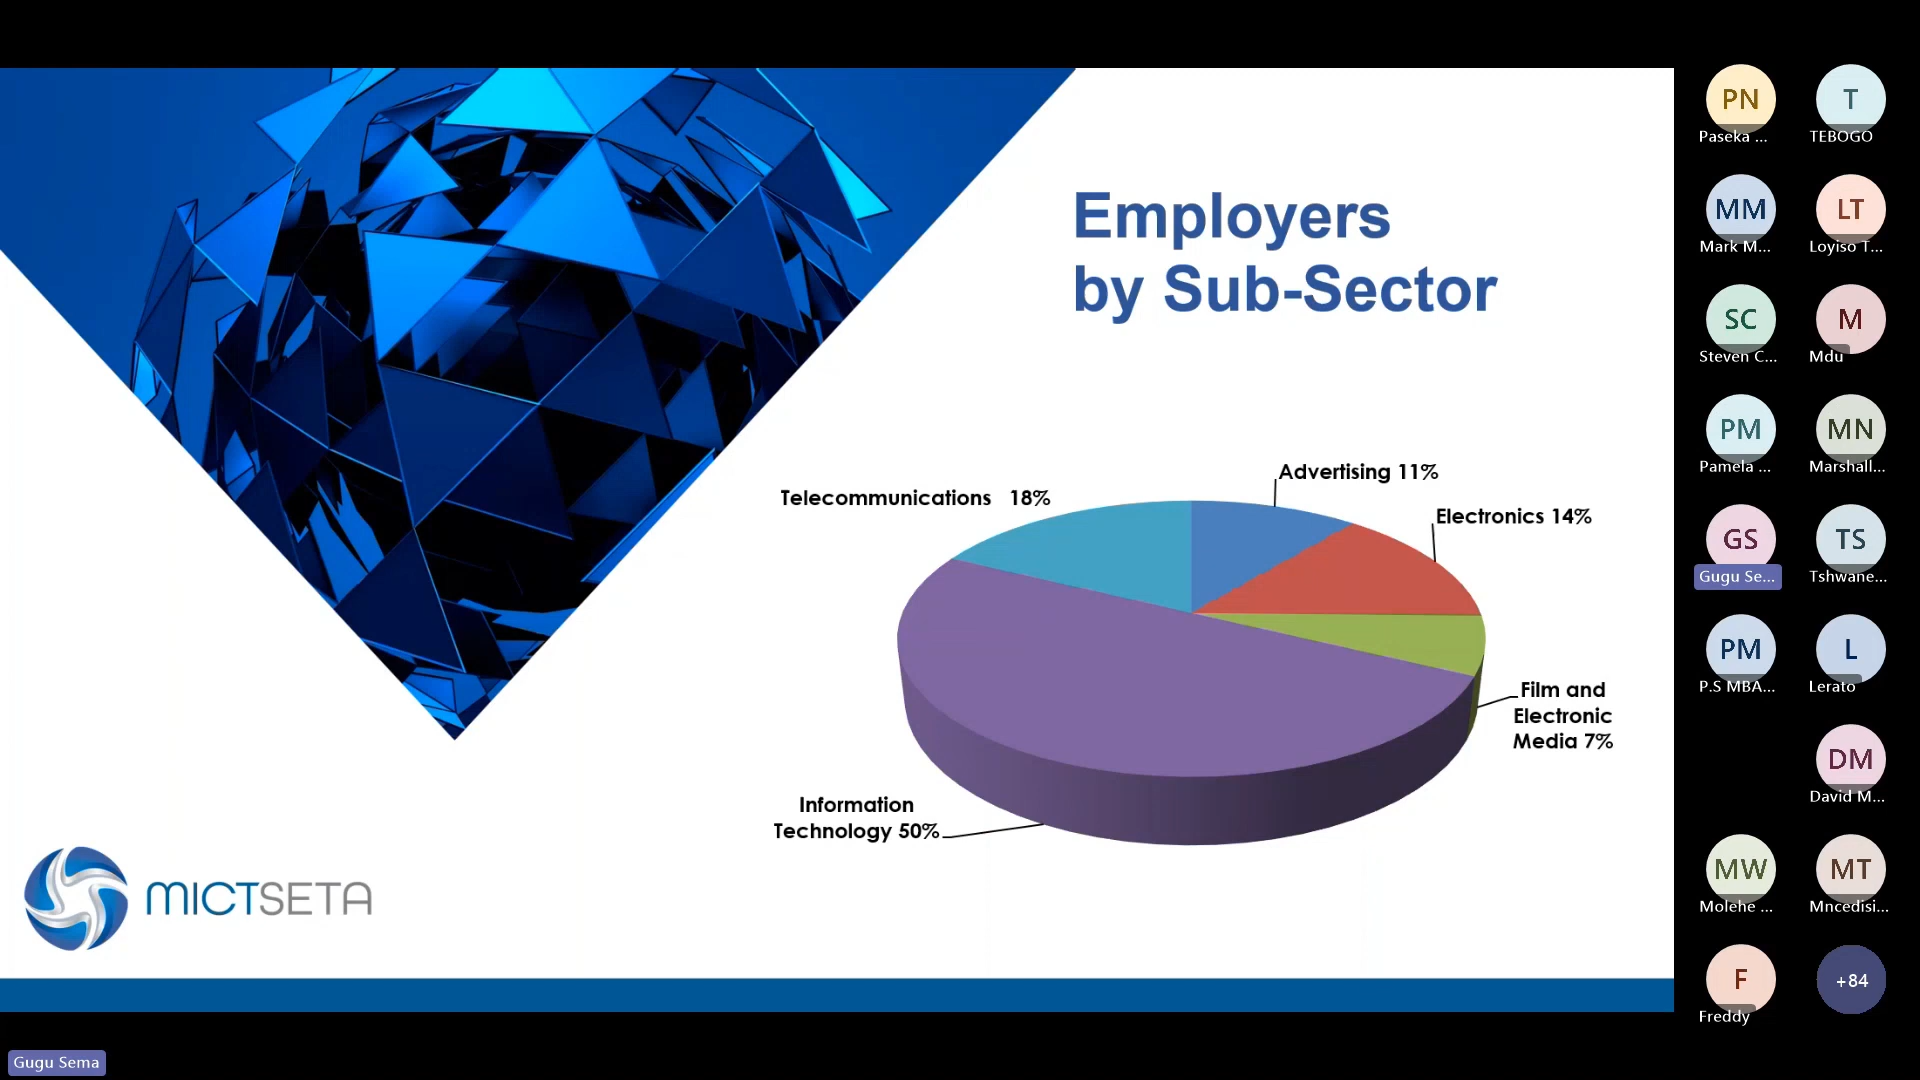 Employers
by Sub-Sector
Advertising 11%
Telecommunications 18%
Electronics 14%
Film and
Electronic
Media 7%
Information
Technology 50%
MICTSETA
PN
Paseka ...
T
TEBOGO
MM
Mark M...
LT
Loyiso T...
SC
Steven C...
M
Mdu
PM
Pamela ...
MN
Marshall...
GS
Gugu Se...
TS
Tshwane...
PM
P.S MBA...
L
Lerato
DM
David M...
MW
Molehe ...
MT
Mncedisi...
F
Freddy
+84
Gugu Sema